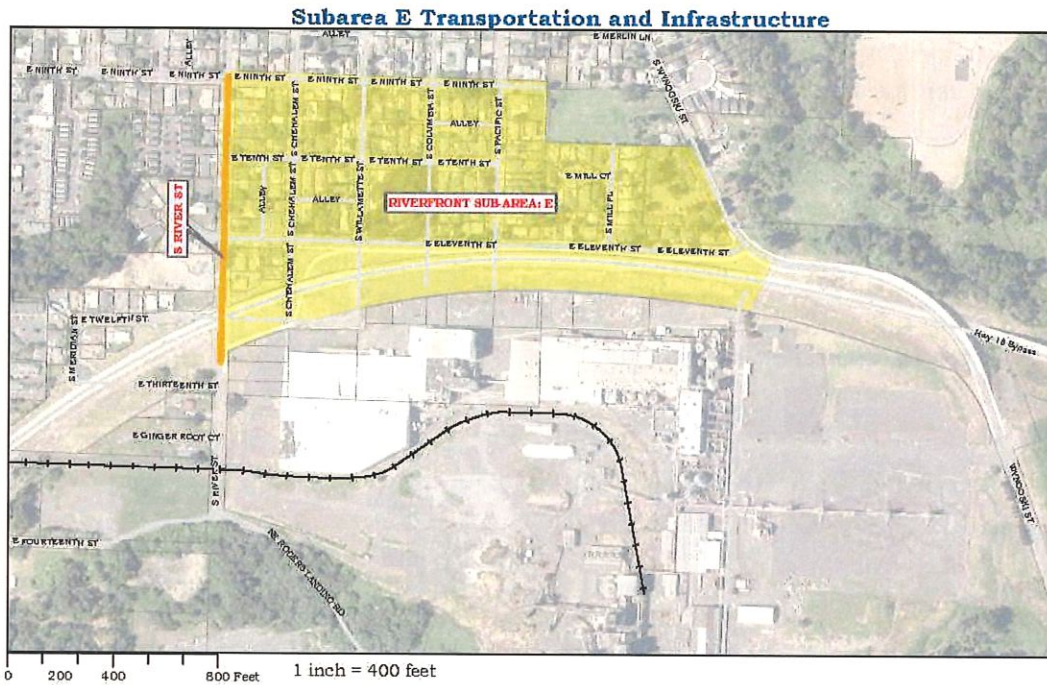 Subarea E Transportation and Infrastructure
ALLEY
ALLEY
E MERLIN LN
E NINTH ST
E NINTH ST
E NINTH ST
E NINTH ST
E NINTH ST
E NINTH ST
E NINTH ST
S WYNOOSKI ST
S CHEHALEM ST
S COLUMBIA ST
ALLEY
S PACIFIC ST
E TENTH ST
E TENTH ST
E TENTH ST
ALLEY
S CHEHALEM ST
ALLEY
S WILLAMETTE ST
E MILL CT
S MILL PL
RIVERFRONT SUB-AREA: E
S RIVER ST
E ELEVENTH ST
E ELEVENTH ST
E ELEVENTH ST
S CHEHALEM ST
E TWELFTH ST
S MERIDIAN ST
Hwy 18 Bypass
E THIRTEENTH ST
E GINGER ROOT CT
S RIVER ST
WYNOOSKI ST
E FOURTEENTH ST
NE ROGERS LANDING RD
0 200 400 800 Feet
1 inch = 400 feet